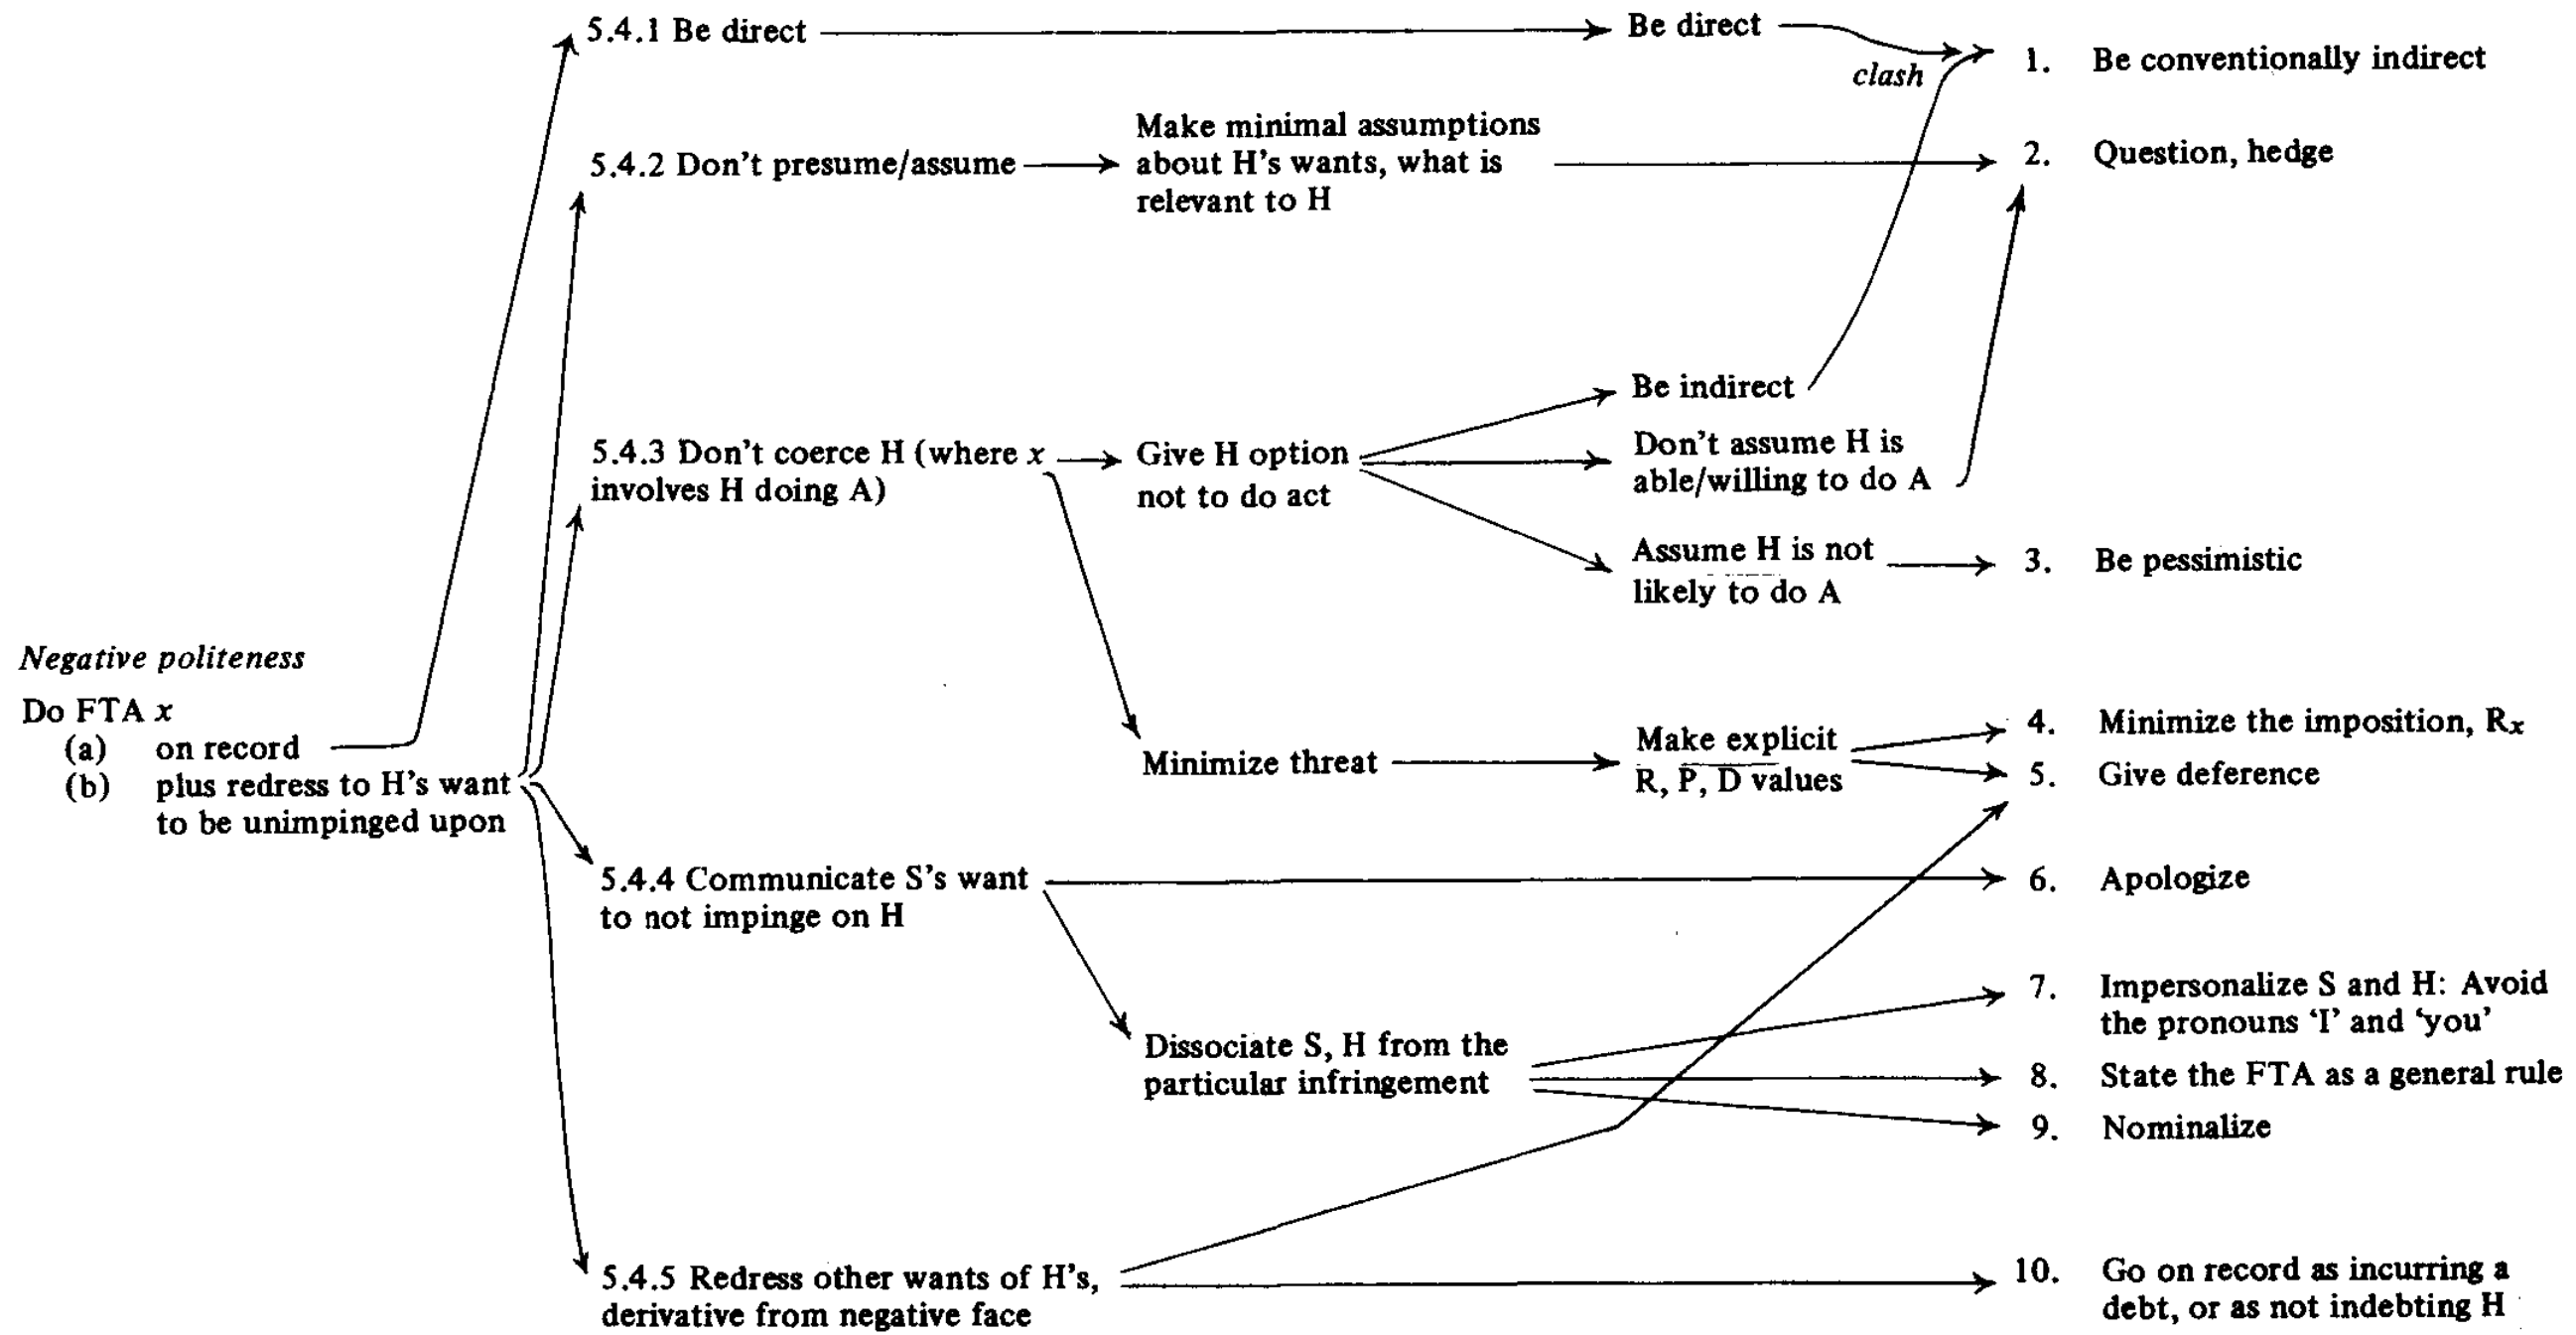 5.4.1 Be direct
Be direct
clash
1. Be conventionally indirect
5.4.2 Don't presume/assume
Make minimal assumptions
about H's wants, what is
relevant to H
2. Question, hedge
5.4.3 Don't coerce H (where x
involves H doing A)
Give H option
not to do act
Be indirect
Don't assume H is
able/willing to do A
Assume H is not
likely to do A
3. Be pessimistic
Negative politeness
Do FTA x
(a) on record
(b) plus redress to H's want
to be unimpinged upon
Minimize threat
Make explicit
R, P, D values
4. Minimize the imposition, Rx
5. Give deference
5.4.4 Communicate S's want
to not impinge on H
6. Apologize
Dissociate S, H from the
particular infringement
7. Impersonalize S and H: Avoid
the pronouns ‘I’ and ‘you’
8. State the FTA as a general rule
9. Nominalize
5.4.5 Redress other wants of H's,
derivative from negative face
10. Go on record as incurring a
debt, or as not indebting H